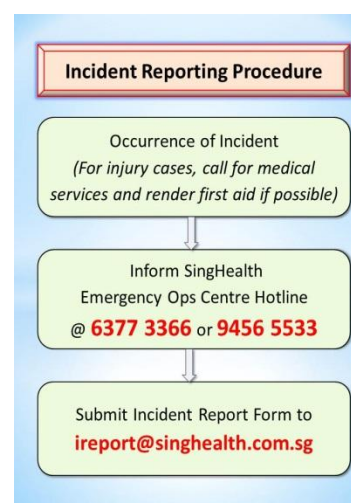 Incident Reporting Procedure
Occurrence of Incident
(For injury cases, call for medical
services and render first aid if possible)
Inform SingHealth
Emergency Ops Centre Hotline
@ 6377 3366 or 9456 5533
Submit Incident Report Form to
ireport@singhealth.com.sg